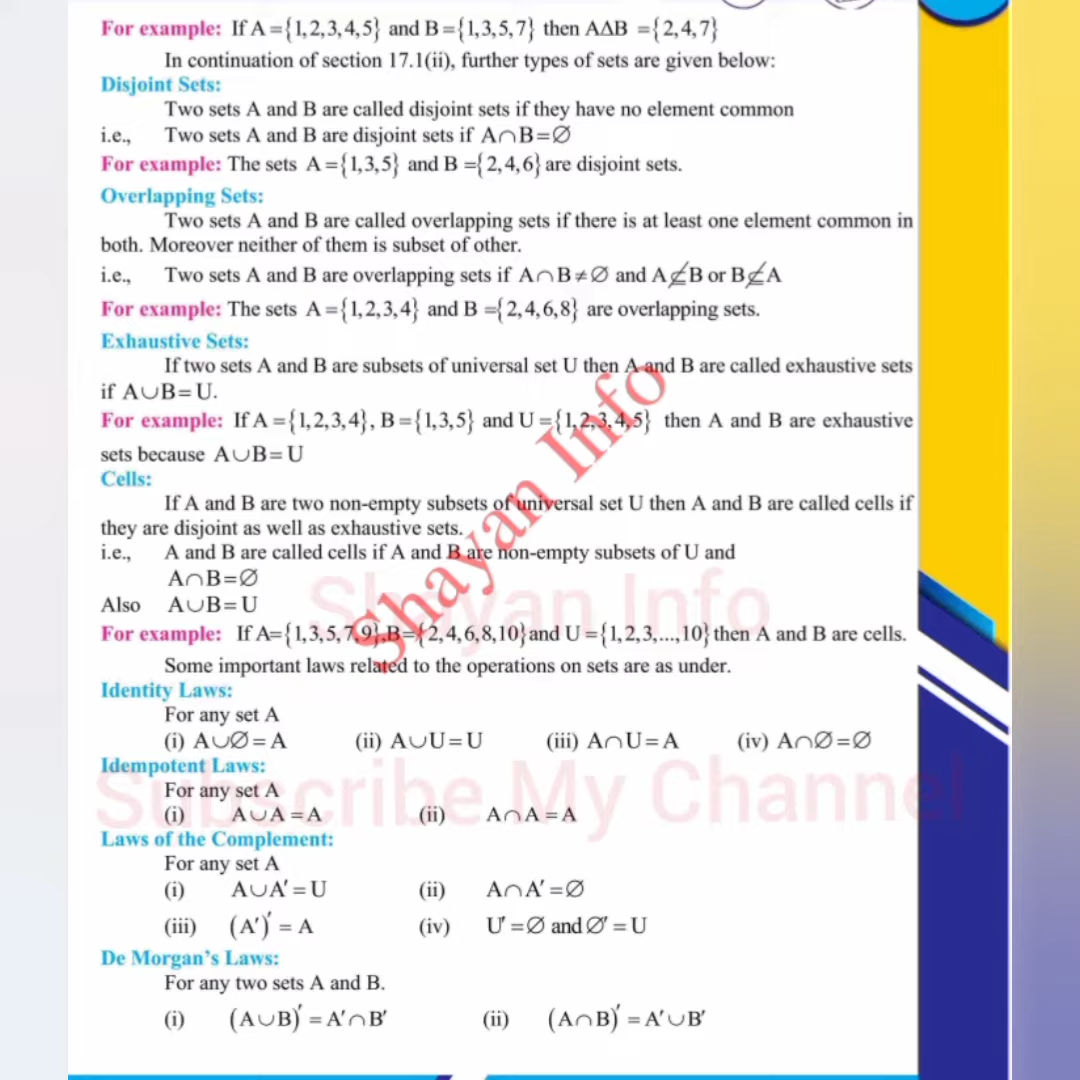 For example: If A={1,2,3,4,5} and B={1,3,5,7} then AΔB ={2,4,7}
In continuation of section 17.1(ii), further types of sets are given below:
Disjoint Sets:
Two sets A and B are called disjoint sets if they have no element common
i.e., Two sets A and B are disjoint sets if A∩B=∅
For example: The sets A={1,3,5} and B ={2,4,6} are disjoint sets.
Overlapping Sets:
Two sets A and B are called overlapping sets if there is at least one element common in
both. Moreover neither of them is subset of other.
i.e., Two sets A and B are overlapping sets if A∩B≠∅ and A⊈B or B⊈A
For example: The sets A={1,2,3,4} and B ={2,4,6,8} are overlapping sets.
Exhaustive Sets:
If two sets A and B are subsets of universal set U then A and B are called exhaustive sets
if A∪B=U.
For example: If A={1,2,3,4}, B={1,3,5} and U={1,2,3,4,5} then A and B are exhaustive
sets because A∪B=U
Cells:
If A and B are two non-empty subsets of universal set U then A and B are called cells if
they are disjoint as well as exhaustive sets.
i.e., A and B are called cells if A and B are non-empty subsets of U and
A∩B=∅
Also A∪B=U
For example: If A={1,3,5,7,9},B={2,4,6,8,10} and U={1,2,3,...,10} then A and B are cells.
Some important laws related to the operations on sets are as under.
Identity Laws:
For any set A
(i) A∪∅=A (ii) A∪U=U (iii) A∩U=A (iv) A∩∅=∅
Idempotent Laws:
For any set A
(i) A∪A=A (ii) A∩A=A
Laws of the Complement:
For any set A
(i) A∪A′=U (ii) A∩A′=∅
(iii) (A′)′ = A (iv) U′=∅ and ∅′=U
De Morgan's Laws:
For any two sets A and B.
(i) (A∪B)′ = A′∩B′ (ii) (A∩B)′ = A′∪B′
Shayan Info
Shayan Info
Subscribe My Channel